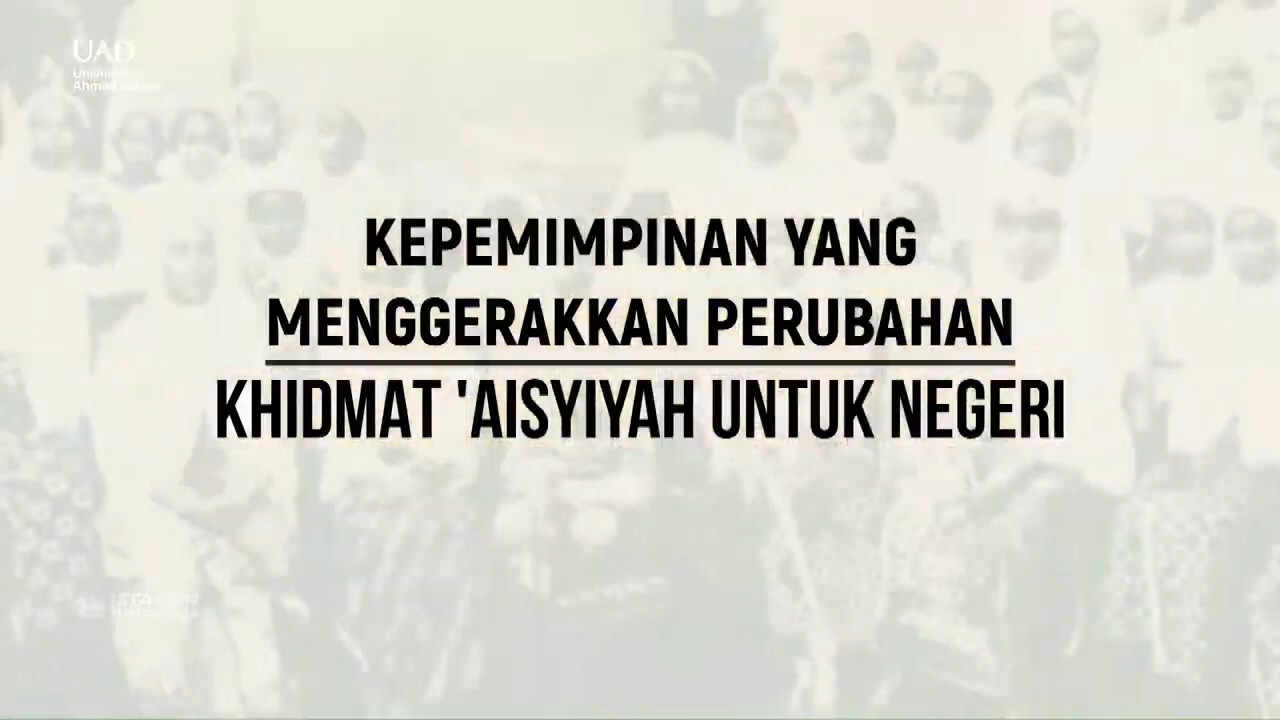 UAD
KEPEMIMPINAN YANG
MENGGERAKKAN PERUBAHAN
KHIDMAT 'AISYIYAH UNTUK NEGERI